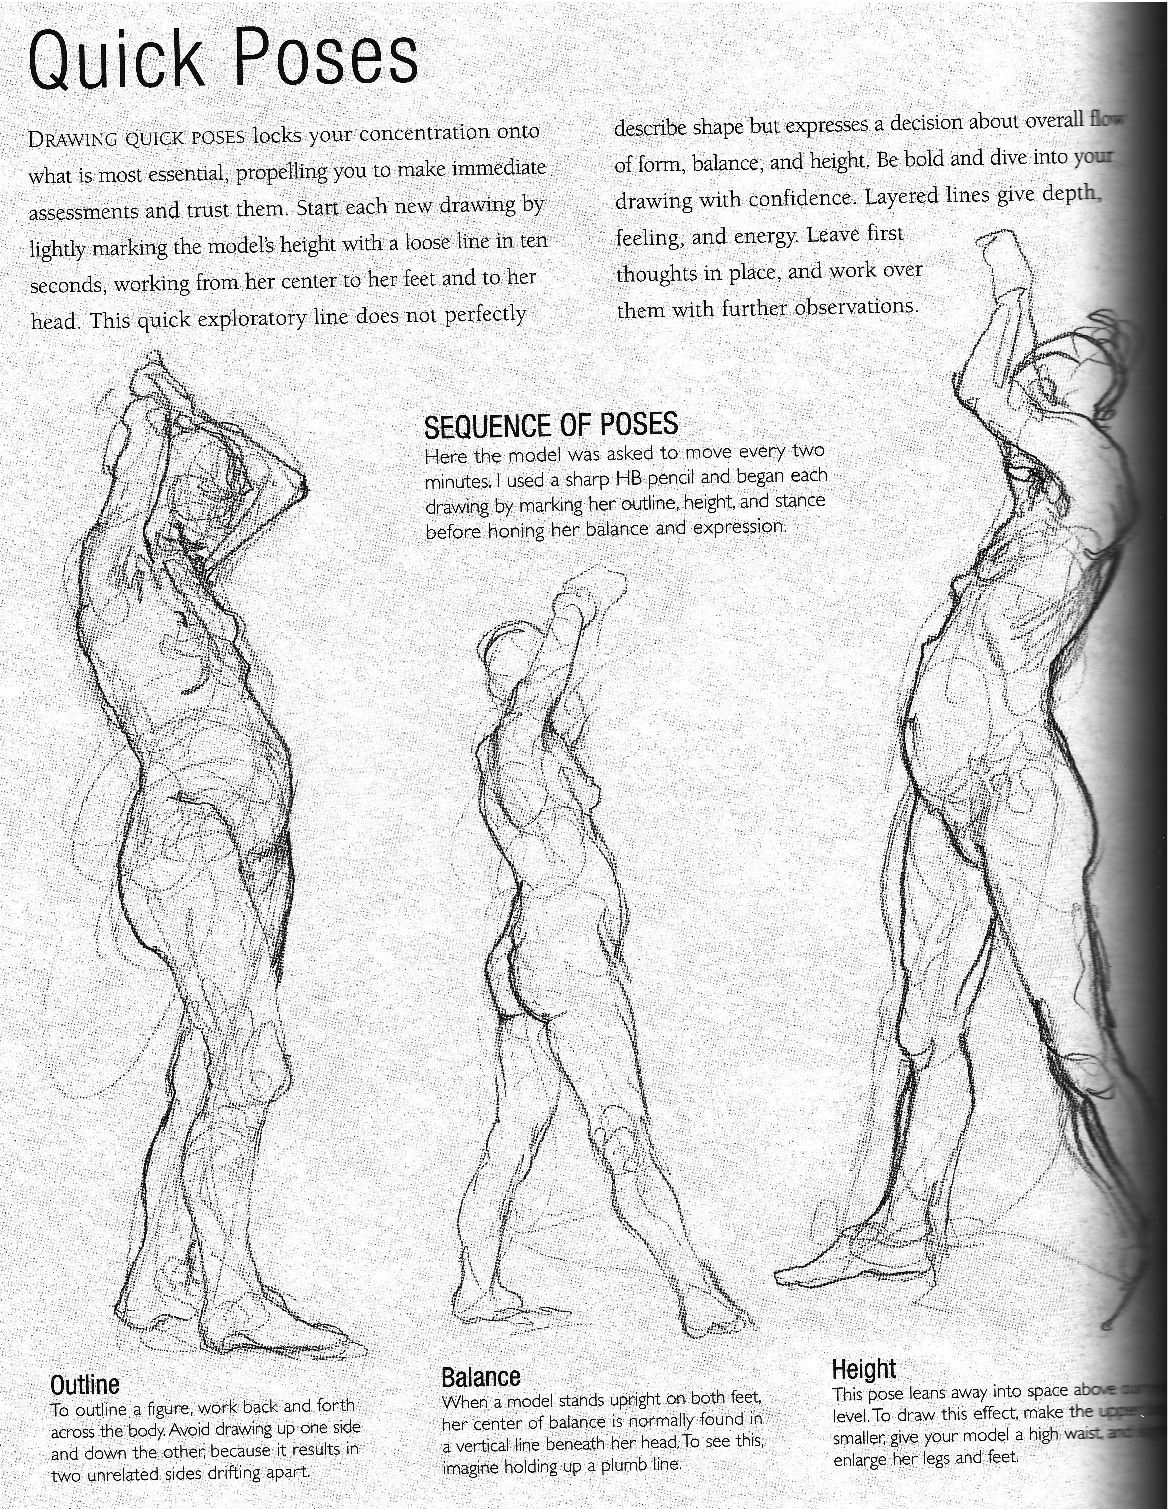 Quick Poses
DRAWING QUICK POSES locks your concentration onto
what is most essential, propelling you to make immediate
assessments and trust them. Start each new drawing by
lightly marking the model's height with a loose line in ten
seconds, working from her center to her feet and to her
head. This quick exploratory line does not perfectly
describe shape but expresses a decision about overall flow
of form, balance, and height. Be bold and dive into your
drawing with confidence. Layered lines give depth,
feeling, and energy. Leave first
thoughts in place, and work over
them with further observations.
SEQUENCE OF POSES
Here the model was asked to move every two
minutes. I used a sharp HB pencil and began each
drawing by marking her outline, height, and stance
before honing her balance and expression.
Outline
To outline a figure, work back and forth
across the body. Avoid drawing up one side
and down the other, because it results in
two unrelated sides drifting apart.
Balance
When a model stands upright on both feet,
her center of balance is normally found in
a vertical line beneath her head. To see this,
imagine holding up a plumb line.
Height
This pose leans away into space above
level. To draw this effect, make the upper
smaller, give your model a high waist, and
enlarge her legs and feet.